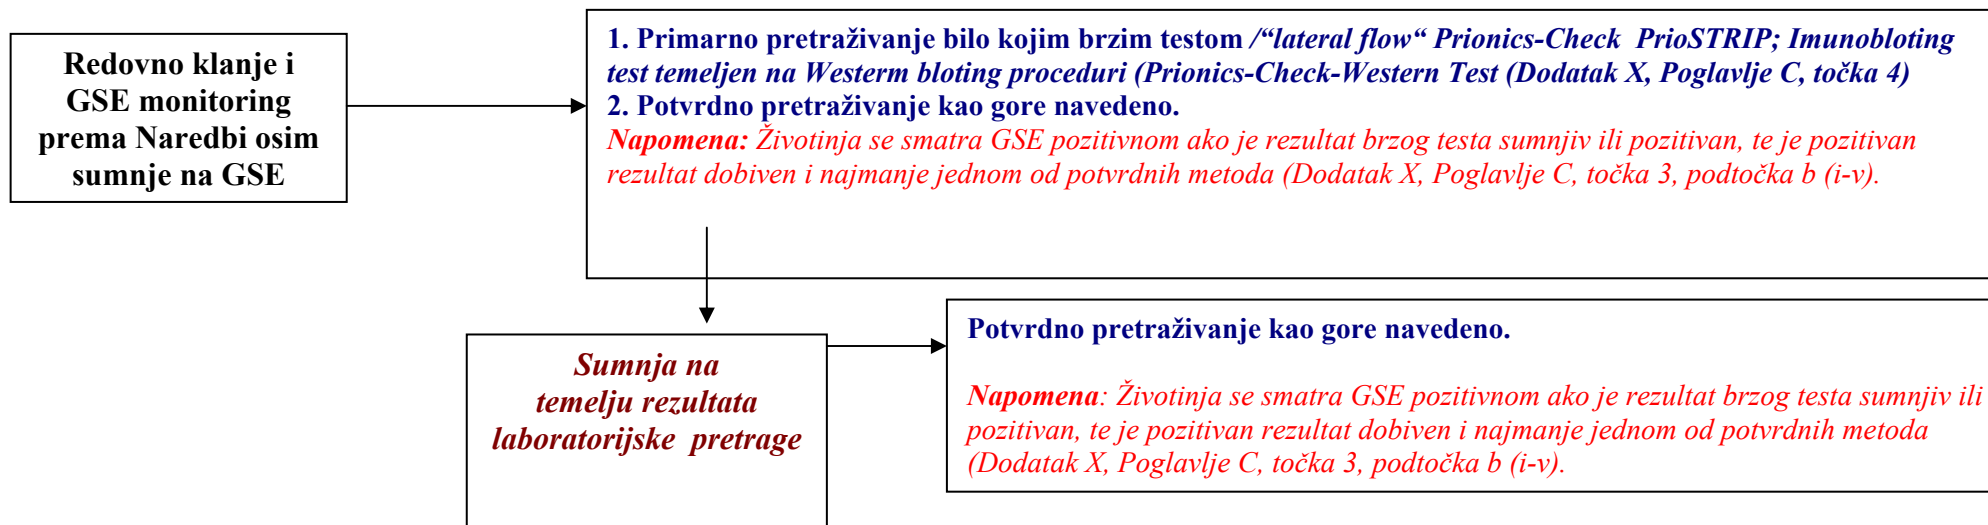 Redovno klanje i
GSE monitoring
prema Naredbi osim
sumnje na GSE
1. Primarno pretraživanje bilo kojim brzim testom /“lateral flow“ Prionics-Check PrioSTRIP; Imunobloting
test temeljen na Westerm bloting proceduri (Prionics-Check-Western Test (Dodatak X, Poglavlje C, točka 4)
2. Potvrdno pretraživanje kao gore navedeno.
Napomena: Životinja se smatra GSE pozitivnom ako je rezultat brzog testa sumnjiv ili pozitivan, te je pozitivan
rezultat dobiven i najmanje jednom od potvrdnih metoda (Dodatak X, Poglavlje C, točka 3, podtočka b (i-v).
Sumnja na
temelju rezultata
laboratorijske pretrage
Potvrdno pretraživanje kao gore navedeno.
Napomena: Životinja se smatra GSE pozitivnom ako je rezultat brzog testa sumnjiv ili
pozitivan, te je pozitivan rezultat dobiven i najmanje jednom od potvrdnih metoda
(Dodatak X, Poglavlje C, točka 3, podtočka b (i-v).